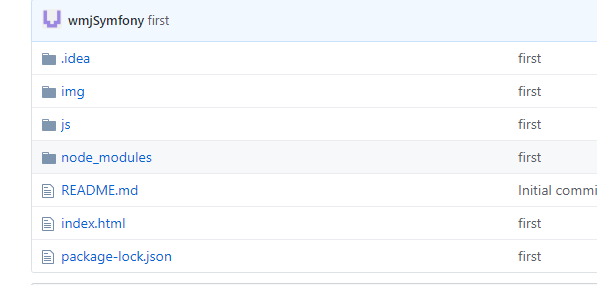 wmjSymfony first
.idea first
img first
js first
node_modules first
README.md Initial commi
index.html first
package-lock.json first